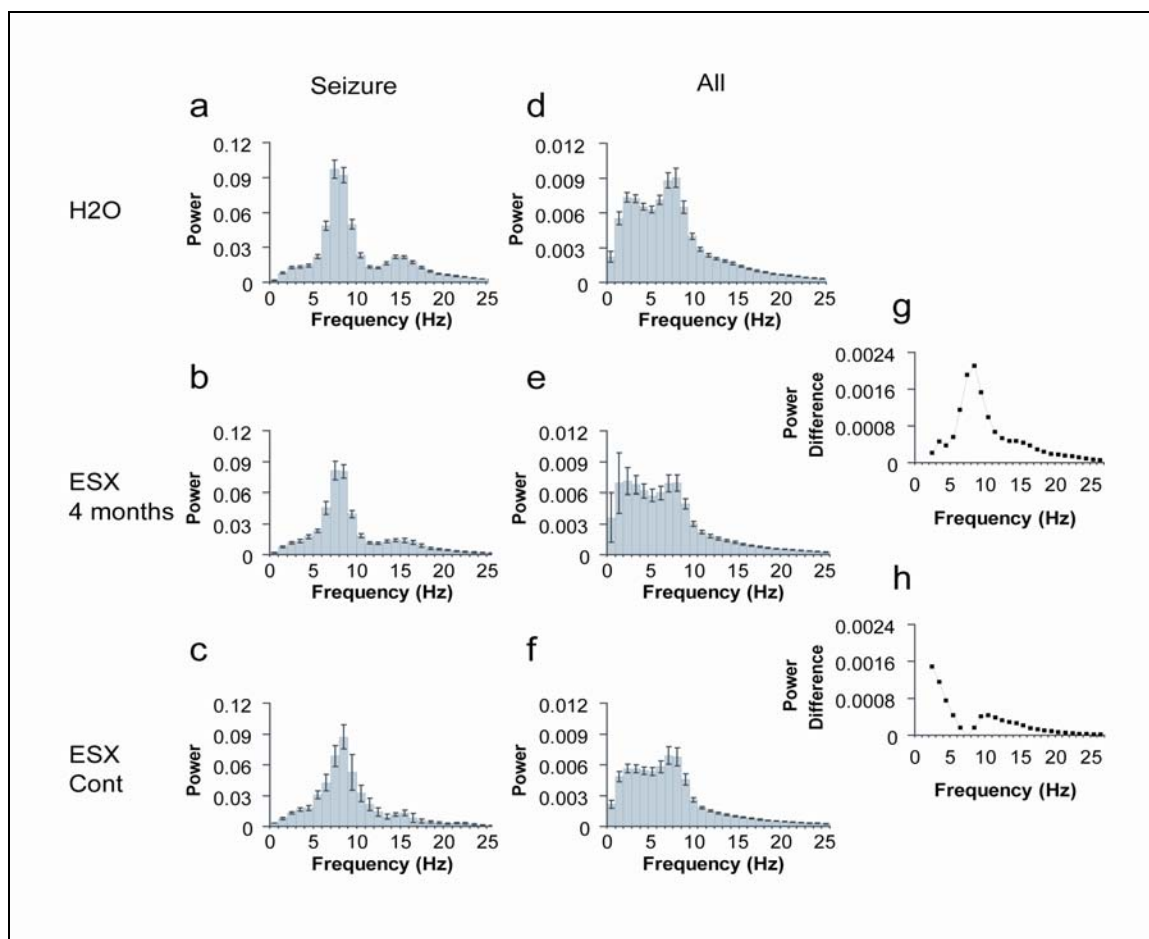 Seizure
All
a
0.12
0.09
0.06
0.03
0
Power
0 5 10 15 20 25
Frequency (Hz)
d
0.012
0.009
0.006
0.003
0
Power
0 5 10 15 20 25
Frequency (Hz)
H2O
g
0.0024
0.0016
0.0008
0
Power
Difference
0 10 20
Frequency (Hz)
b
0.12
0.09
0.06
0.03
0
Power
0 5 10 15 20 25
Frequency (Hz)
e
0.012
0.009
0.006
0.003
0
Power
0 5 10 15 20 25
Frequency (Hz)
ESX
4 months
h
0.0024
0.0016
0.0008
0
Power
Difference
0 10 20
Frequency (Hz)
c
0.12
0.09
0.06
0.03
0
Power
0 5 10 15 20 25
Frequency (Hz)
f
0.012
0.009
0.006
0.003
0
Power
0 5 10 15 20 25
Frequency (Hz)
ESX
Cont